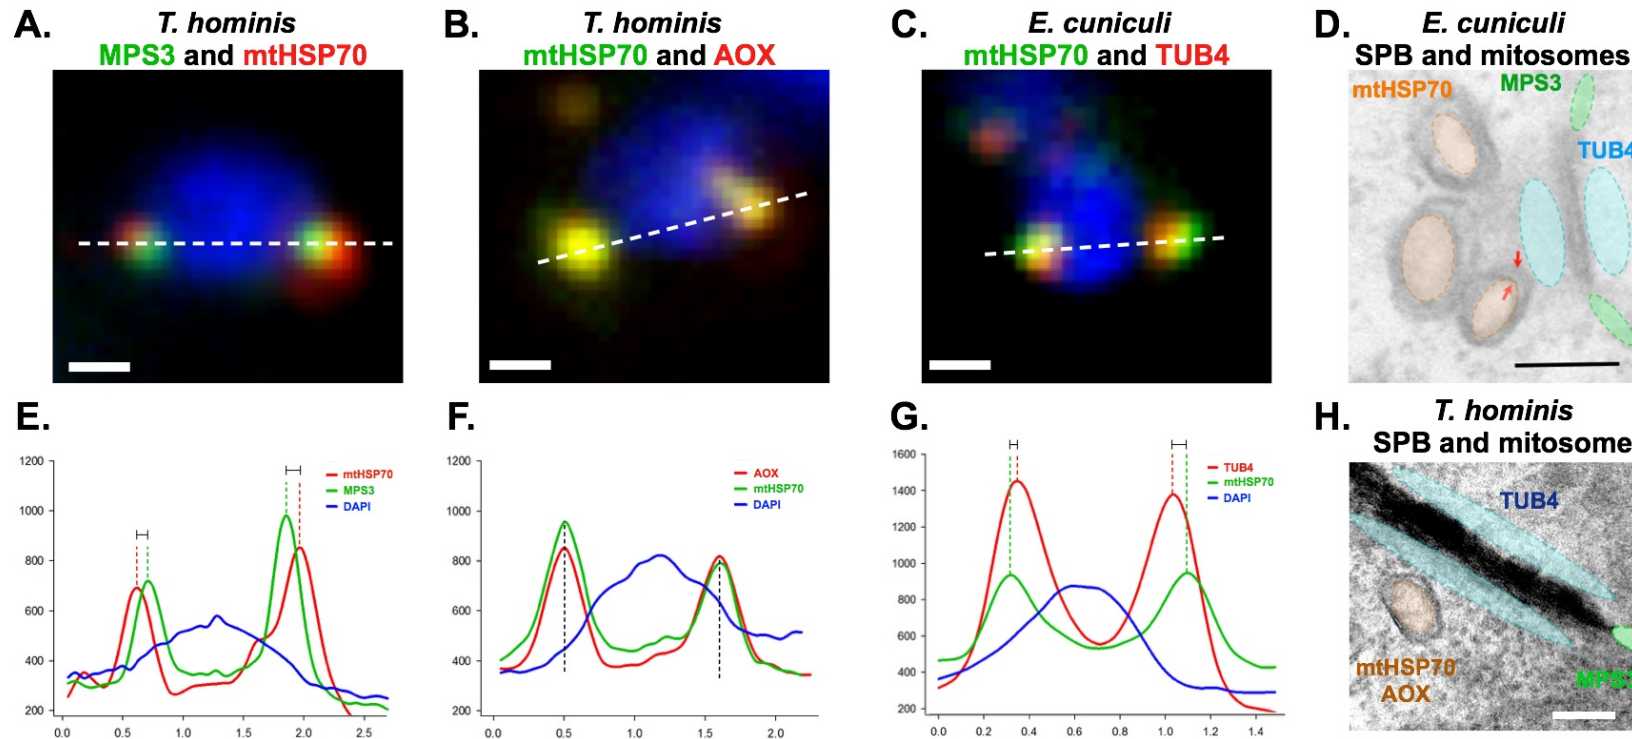 A.
T. hominis
MPS3 and mtHSP70
B.
T. hominis
mtHSP70 and AOX
C.
E. cuniculi
mtHSP70 and TUB4
D.
E. cuniculi
SPB and mitosomes
mtHSP70
MPS3
TUB4
E.
1200
1000
800
600
400
200
0.0 0.5 1.0 1.5 2.0 2.5
mtHSP70
MPS3
DAPI
F.
1200
1000
800
600
400
200
0.0 0.5 1.0 1.5 2.0
AOX
mtHSP70
DAPI
G.
1600
1400
1200
1000
800
600
400
200
0.0 0.2 0.4 0.6 0.8 1.0 1.2 1.4
TUB4
mtHSP70
DAPI
H.
T. hominis
SPB and mitosome
TUB4
mtHSP70
AOX
MPS3